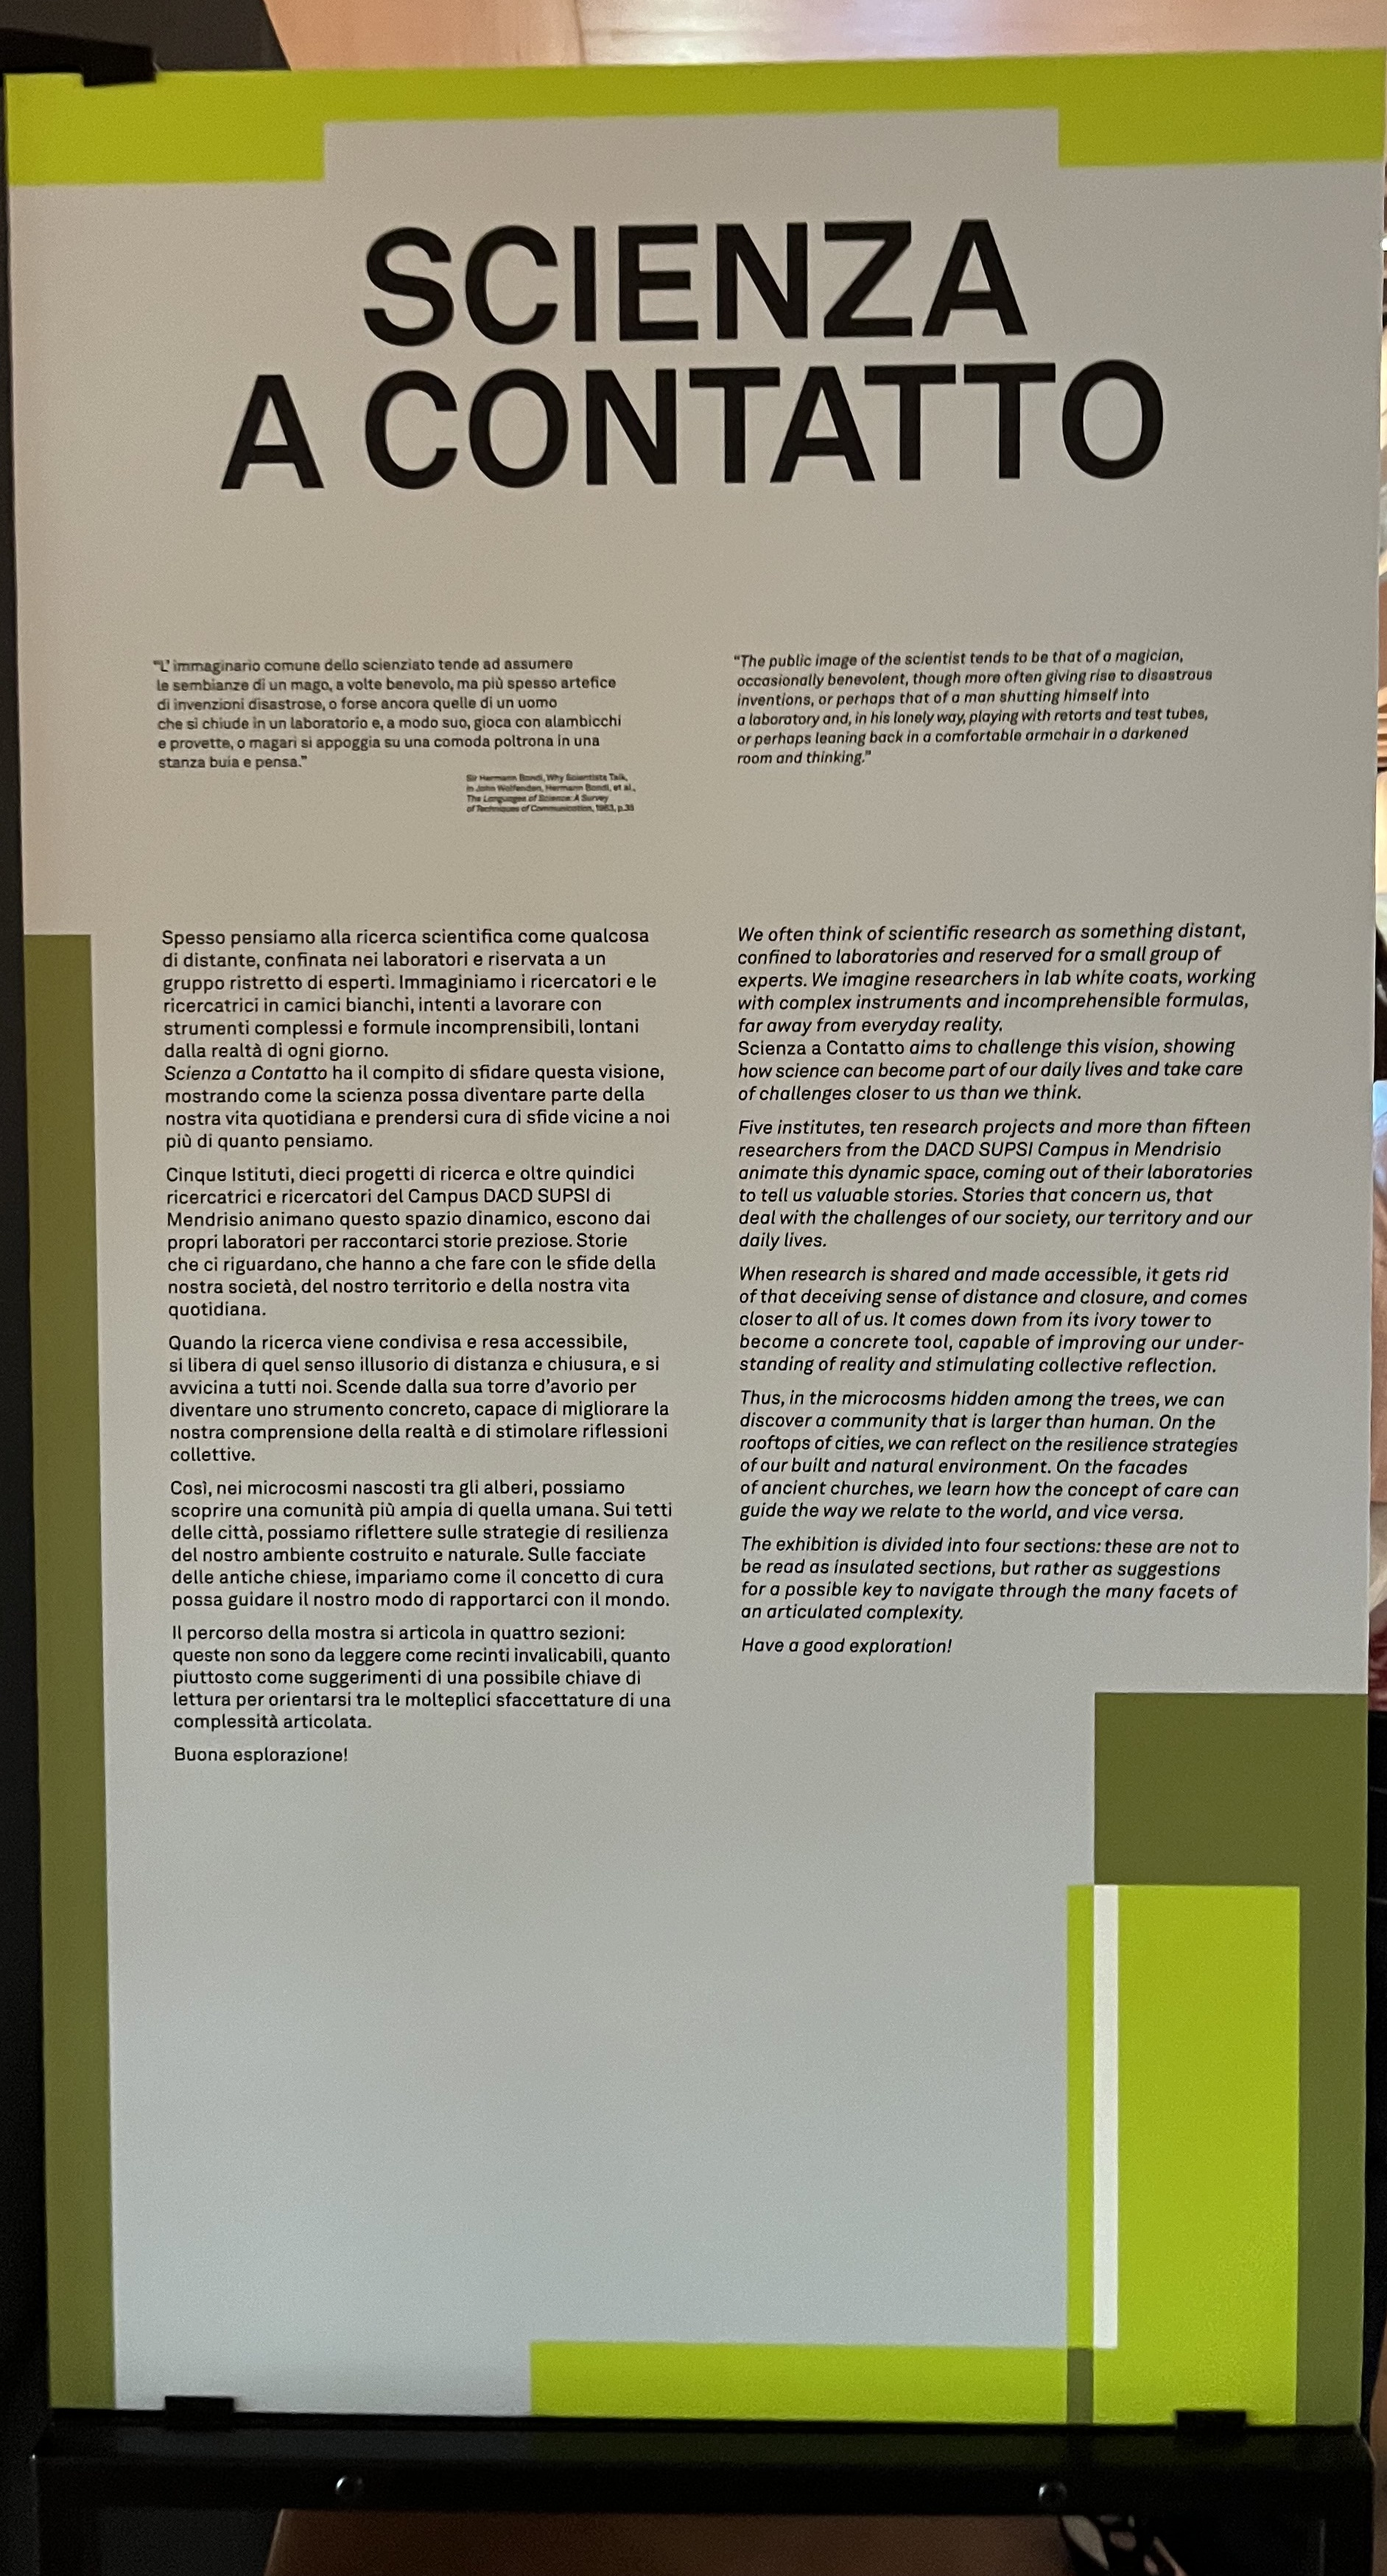 SCIENZA
A CONTATTO
“L’ immaginario comune dello scienziato tende ad assumere
le sembianze di un mago, a volte benevolo, ma più spesso artefice
di invenzioni disastrose, o forse ancora quelle di un uomo
che si chiude in un laboratorio e, a modo suo, gioca con alambicchi
e provette, o magari si appoggia su una comoda poltrona in una
stanza buia e pensa.”
Sir Hermann Bondi, Why Scientists Talk,
in John Wolfenden, Hermann Bondi, et al.,
The Languages of Science: A Survey
of Techniques of Communication, 1963, p.
“The public image of the scientist tends to be that of a magician,
occasionally benevolent, though more often giving rise to disastrous
inventions, or perhaps that of a man shutting himself into
a laboratory and, in his lonely way, playing with retorts and test tubes,
or perhaps leaning back in a comfortable armchair in a darkened
room and thinking.”
Spesso pensiamo alla ricerca scientifica come qualcosa
di distante, confinata nei laboratori e riservata a un
gruppo ristretto di esperti. Immaginiamo i ricercatori e le
ricercatrici in camici bianchi, intenti a lavorare con
strumenti complessi e formule incomprensibili, lontani
dalla realtà di ogni giorno.
Scienza a Contatto ha il compito di sfidare questa visione,
mostrando come la scienza possa diventare parte della
nostra vita quotidiana e prendersi cura di sfide vicine a noi
più di quanto pensiamo.
Cinque Istituti, dieci progetti di ricerca e oltre quindici
ricercatrici e ricercatori del Campus DACD SUPSI di
Mendrisio animano questo spazio dinamico, escono dai
propri laboratori per raccontarci storie preziose. Storie
che ci riguardano, che hanno a che fare con le sfide della
nostra società, del nostro territorio e della nostra vita
quotidiana.
Quando la ricerca viene condivisa e resa accessibile,
si libera di quel senso illusorio di distanza e chiusura, e si
avvicina a tutti noi. Scende dalla sua torre d’avorio per
diventare uno strumento concreto, capace di migliorare la
nostra comprensione della realtà e di stimolare riflessioni
collettive.
Così, nei microcosmi nascosti tra gli alberi, possiamo
scoprire una comunità più ampia di quella umana. Sui tetti
delle città, possiamo riflettere sulle strategie di resilienza
del nostro ambiente costruito e naturale. Sulle facciate
delle antiche chiese, impariamo come il concetto di cura
possa guidare il nostro modo di rapportarci con il mondo.
Il percorso della mostra si articola in quattro sezioni:
queste non sono da leggere come recinti invalicabili, quanto
piuttosto come suggerimenti di una possibile chiave di
lettura per orientarsi tra le molteplici sfaccettature di una
complessità articolata.
Buona esplorazione!
We often think of scientific research as something distant,
confined to laboratories and reserved for a small group of
experts. We imagine researchers in lab white coats, working
with complex instruments and incomprehensible formulas,
far away from everyday reality.
Scienza a Contatto aims to challenge this vision, showing
how science can become part of our daily lives and take care
of challenges closer to us than we think.
Five institutes, ten research projects and more than fifteen
researchers from the DACD SUPSI Campus in Mendrisio
animate this dynamic space, coming out of their laboratories
to tell us valuable stories. Stories that concern us, that
deal with the challenges of our society, our territory and our
daily lives.
When research is shared and made accessible, it gets rid
of that deceiving sense of distance and closure, and comes
closer to all of us. It comes down from its ivory tower to
become a concrete tool, capable of improving our under-
standing of reality and stimulating collective reflection.
Thus, in the microcosms hidden among the trees, we can
discover a community that is larger than human. On the
rooftops of cities, we can reflect on the resilience strategies
of our built and natural environment. On the facades
of ancient churches, we learn how the concept of care can
guide the way we relate to the world, and vice versa.
The exhibition is divided into four sections: these are not to
be read as insulated sections, but rather as suggestions
for a possible key to navigate through the many facets of
an articulated complexity.
Have a good exploration!